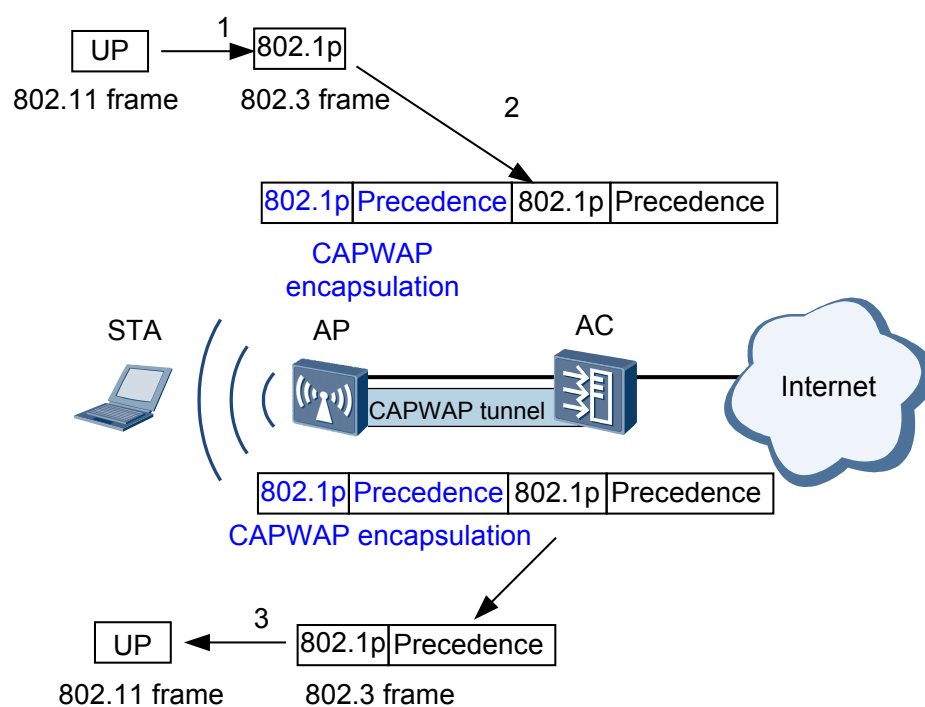 1
UP
802.1p
802.11 frame
802.3 frame
2
802.1p Precedence 802.1p Precedence
CAPWAP
encapsulation
STA
AP
AC
Internet
CAPWAP tunnel
802.1p Precedence 802.1p Precedence
CAPWAP encapsulation
3
UP
802.1p Precedence
802.11 frame
802.3 frame